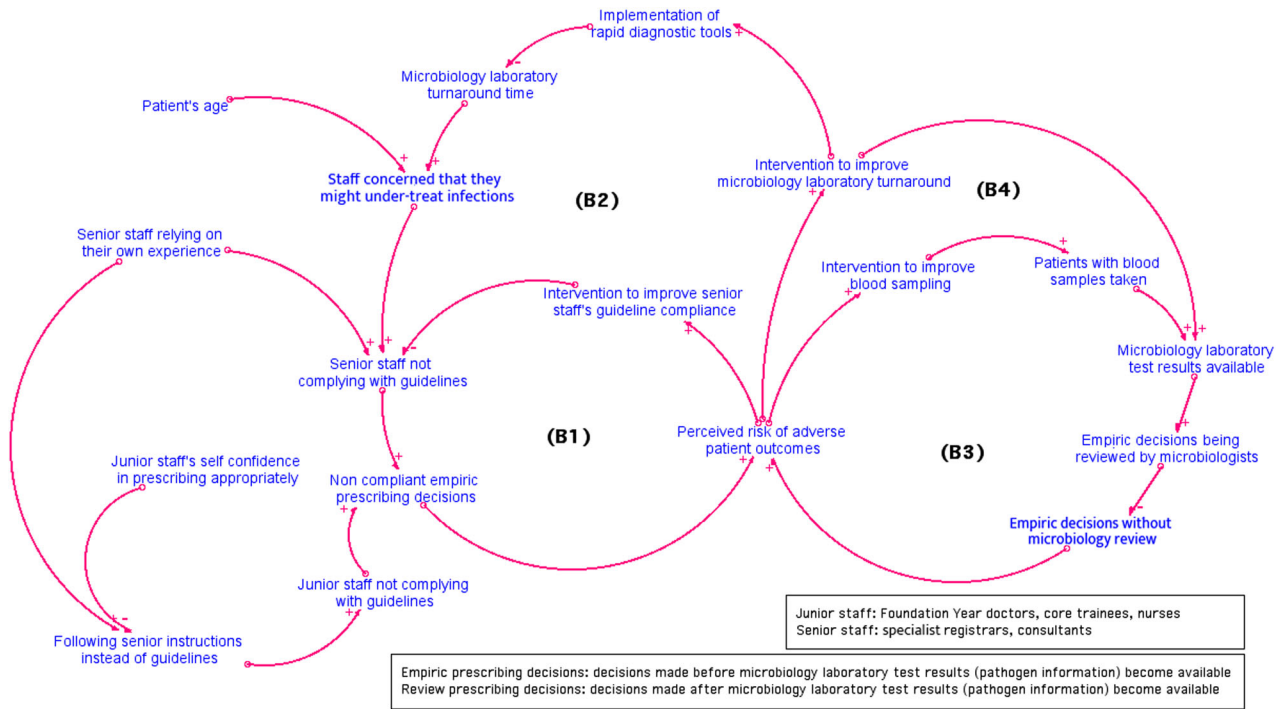 Implementation of
rapid diagnostic tools
+
-
Microbiology laboratory
turnaround time
Patient's age
+
+
Staff concerned that they
might under-treat infections
Intervention to improve
microbiology laboratory turnaround
+
(B2)
(B4)
Senior staff relying on
their own experience
Intervention to improve
blood sampling
+
+
Patients with blood
samples taken
Intervention to improve senior
staff's guideline compliance
+
+
+
-
+
+
Senior staff not
complying with guidelines
Microbiology laboratory
test results available
(B1)
Perceived risk of adverse
patient outcomes
+
+
(B3)
+
Empiric decisions being
reviewed by microbiologists
+
Junior staff's self confidence
in prescribing appropriately
Non compliant empiric
prescribing decisions
+
-
Empiric decisions without
microbiology review
Junior staff not complying
with guidelines
+
+
-
Following senior instructions
instead of guidelines
Junior staff: Foundation Year doctors, core trainees, nurses
Senior staff: specialist registrars, consultants
Empiric prescribing decisions: decisions made before microbiology laboratory test results (pathogen information) become available
Review prescribing decisions: decisions made after microbiology laboratory test results (pathogen information) become available